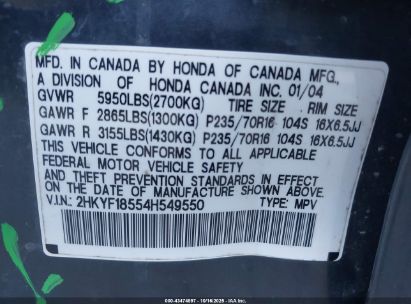 MFD. IN CANADA BY HONDA OF CANADA MFG.,
A DIVISION OF HONDA CANADA INC. 01/04
GVWR 5950LBS(2700KG) TIRE SIZE RIM SIZE
GAWR F 2865LBS(1300KG) P235/70R16 104S 16X6.5JJ
GAWR R 3155LBS(1430KG) P235/70R16 104S 16X6.5JJ
THIS VEHICLE CONFORMS TO ALL APPLICABLE
FEDERAL MOTOR VEHICLE SAFETY
AND THEFT PREVENTION STANDARDS IN EFFECT
ON THE DATE OF MANUFACTURE SHOWN ABOVE.
V.I.N.: 2HKYF18554H549550 TYPE: MPV